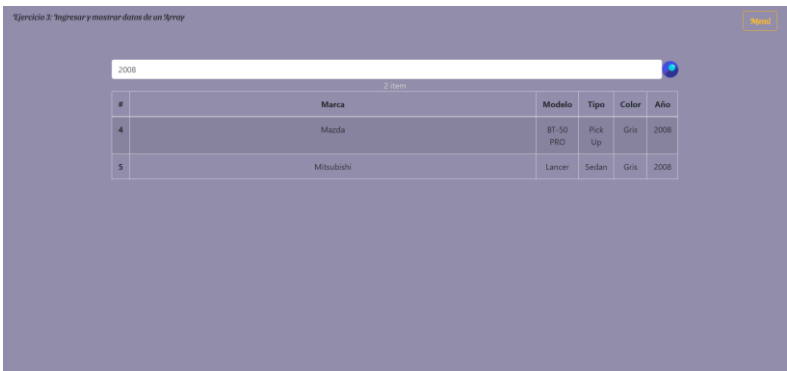 Ejercicio 3: Ingresar y mostrar datos de un Array
Menú
2008
2 item
# Marca Modelo Tipo Color Año
4 Mazda BT-50 PRO Pick Up Gris 2008
5 Mitsubishi Lancer Sedan Gris 2008